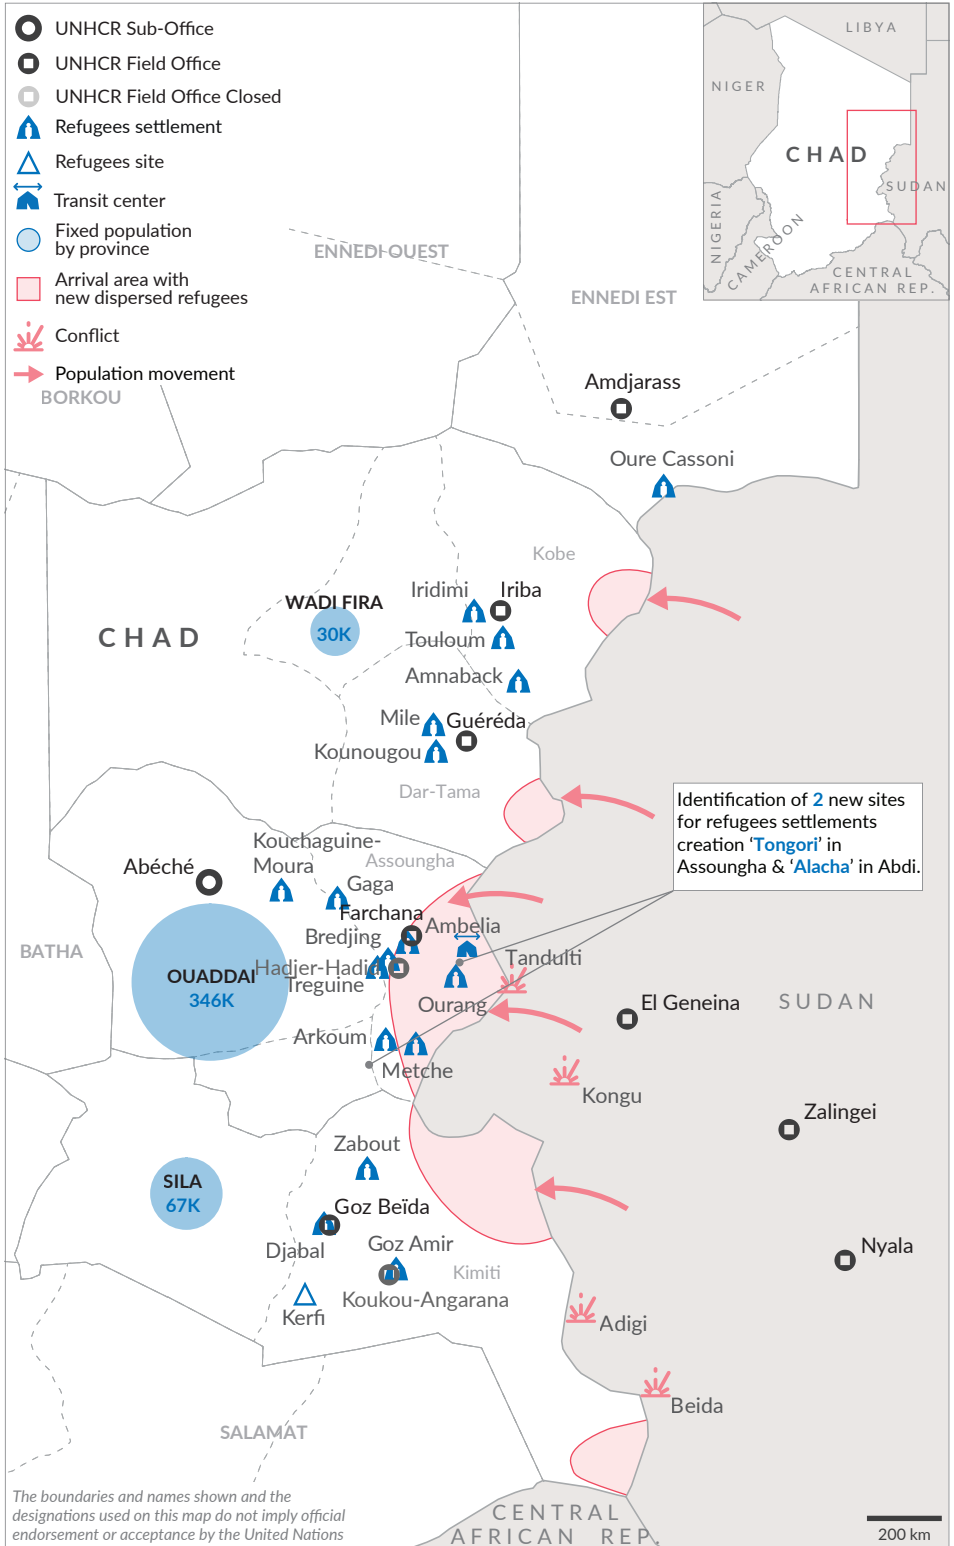 UNHCR Sub-Office
UNHCR Field Office
UNHCR Field Office Closed
Refugees settlement
Refugees site
Transit center
Fixed population
by province
Arrival area with
new dispersed refugees
Conflict
Population movement
LIBYA
NIGER
CHAD
SUDAN
NIGERIA
CAMEROON
CENTRAL
AFRICAN REP.
ENNEDI OUEST
ENNEDI EST
BORKOU
Amdjarass
Oure Cassoni
Kobe
Iridimi
Iriba
WADI FIRA
30K
CHAD
Touloum
Amnaback
Mile
Guéréda
Kounougou
Dar-Tama
Identification of 2 new sites
for refugees settlements
creation ‘Tongori’ in
Assoungha & ‘Alacha’ in Abdi.
Kouchaguine-
Moura
Assoungha
Abéché
Gaga
Farchana
Ambelia
Bredjing
BATHA
Tandulti
Hadjer-Hadid
OUADDAI
346K
Treguine
Ourang
El Geneina
SUDAN
Arkoum
Metche
Kongu
Zalingei
Zabout
SILA
67K
Goz Beïda
Djabal
Goz Amir
Nyala
Kimiti
Koukou-Angarana
Kerfi
Adigi
Beida
SALAMAT
The boundaries and names shown and the
designations used on this map do not imply official
endorsement or acceptance by the United Nations
CENTRAL
AFRICAN REP.
200 km